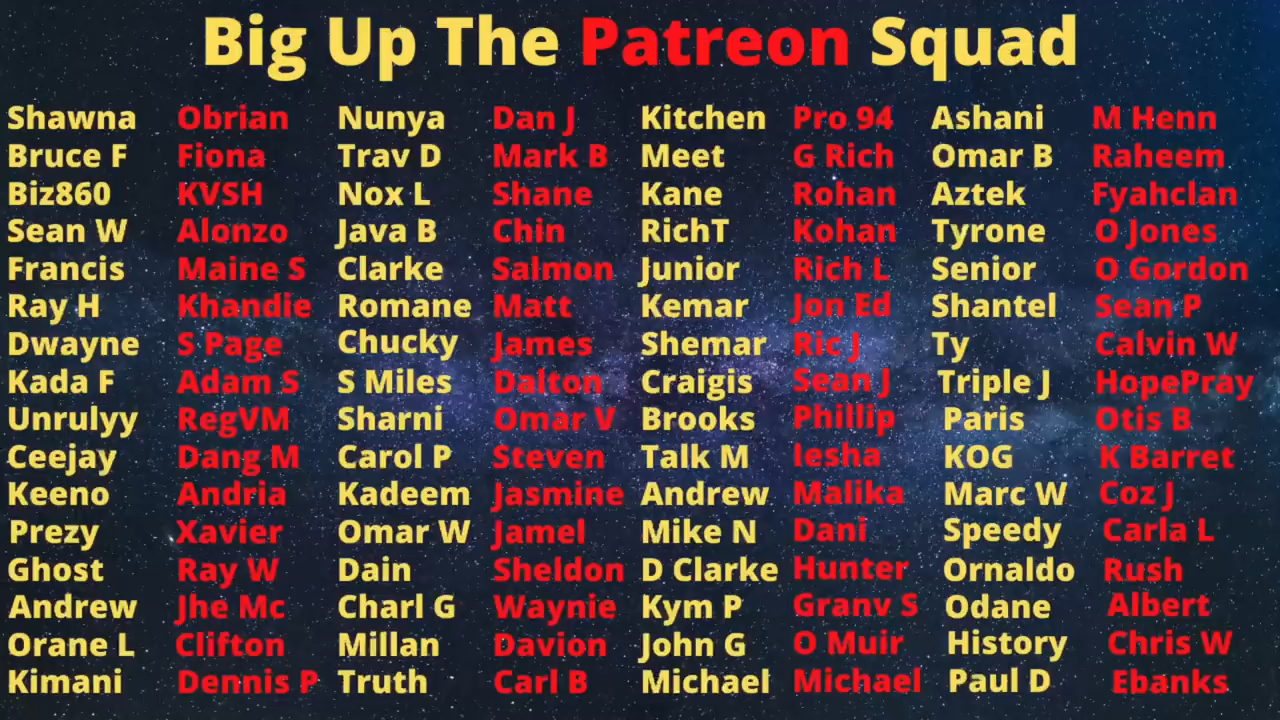 Big Up The Patreon Squad
Shawna Obrian Nunya Dan J Kitchen Pro 94 Ashani M Henn
Bruce F Fiona Trav D Mark B Meet G Rich Omar B Raheem
Biz860 KVSH Nox L Shane Kane Rohan Aztek Fyahclan
Sean W Alonzo Java B Chin RichT Kohan Tyrone O Jones
Francis Maine S Clarke Salmon Junior Rich L Senior O Gordon
Ray H Khandie Romane Matt Kemar Jon Ed Shantel Sean P
Dwayne S Page Chucky James Shemar Ric J Ty Calvin W
Kada F Adam S S Miles Dalton Craigis Sean J Triple J HopePray
Unrulyy RegVM Sharni Omar V Brooks Phillip Paris Otis B
Ceejay Dang M Carol P Steven Talk M Iesha KOG K Barret
Keeno Andria Kadeem Jasmine Andrew Malika Marc W Coz J
Prezy Xavier Omar W Jamel Mike N Dani Speedy Carla L
Ghost Ray W Dain Sheldon D Clarke Hunter Ornaldo Rush
Andrew Jhe Mc Charl G Waynie Kym P Granv S Odane Albert
Orane L Clifton Millan Davion John G O Muir History Chris W
Kimani Dennis P Truth Carl B Michael Michael Paul D Ebanks